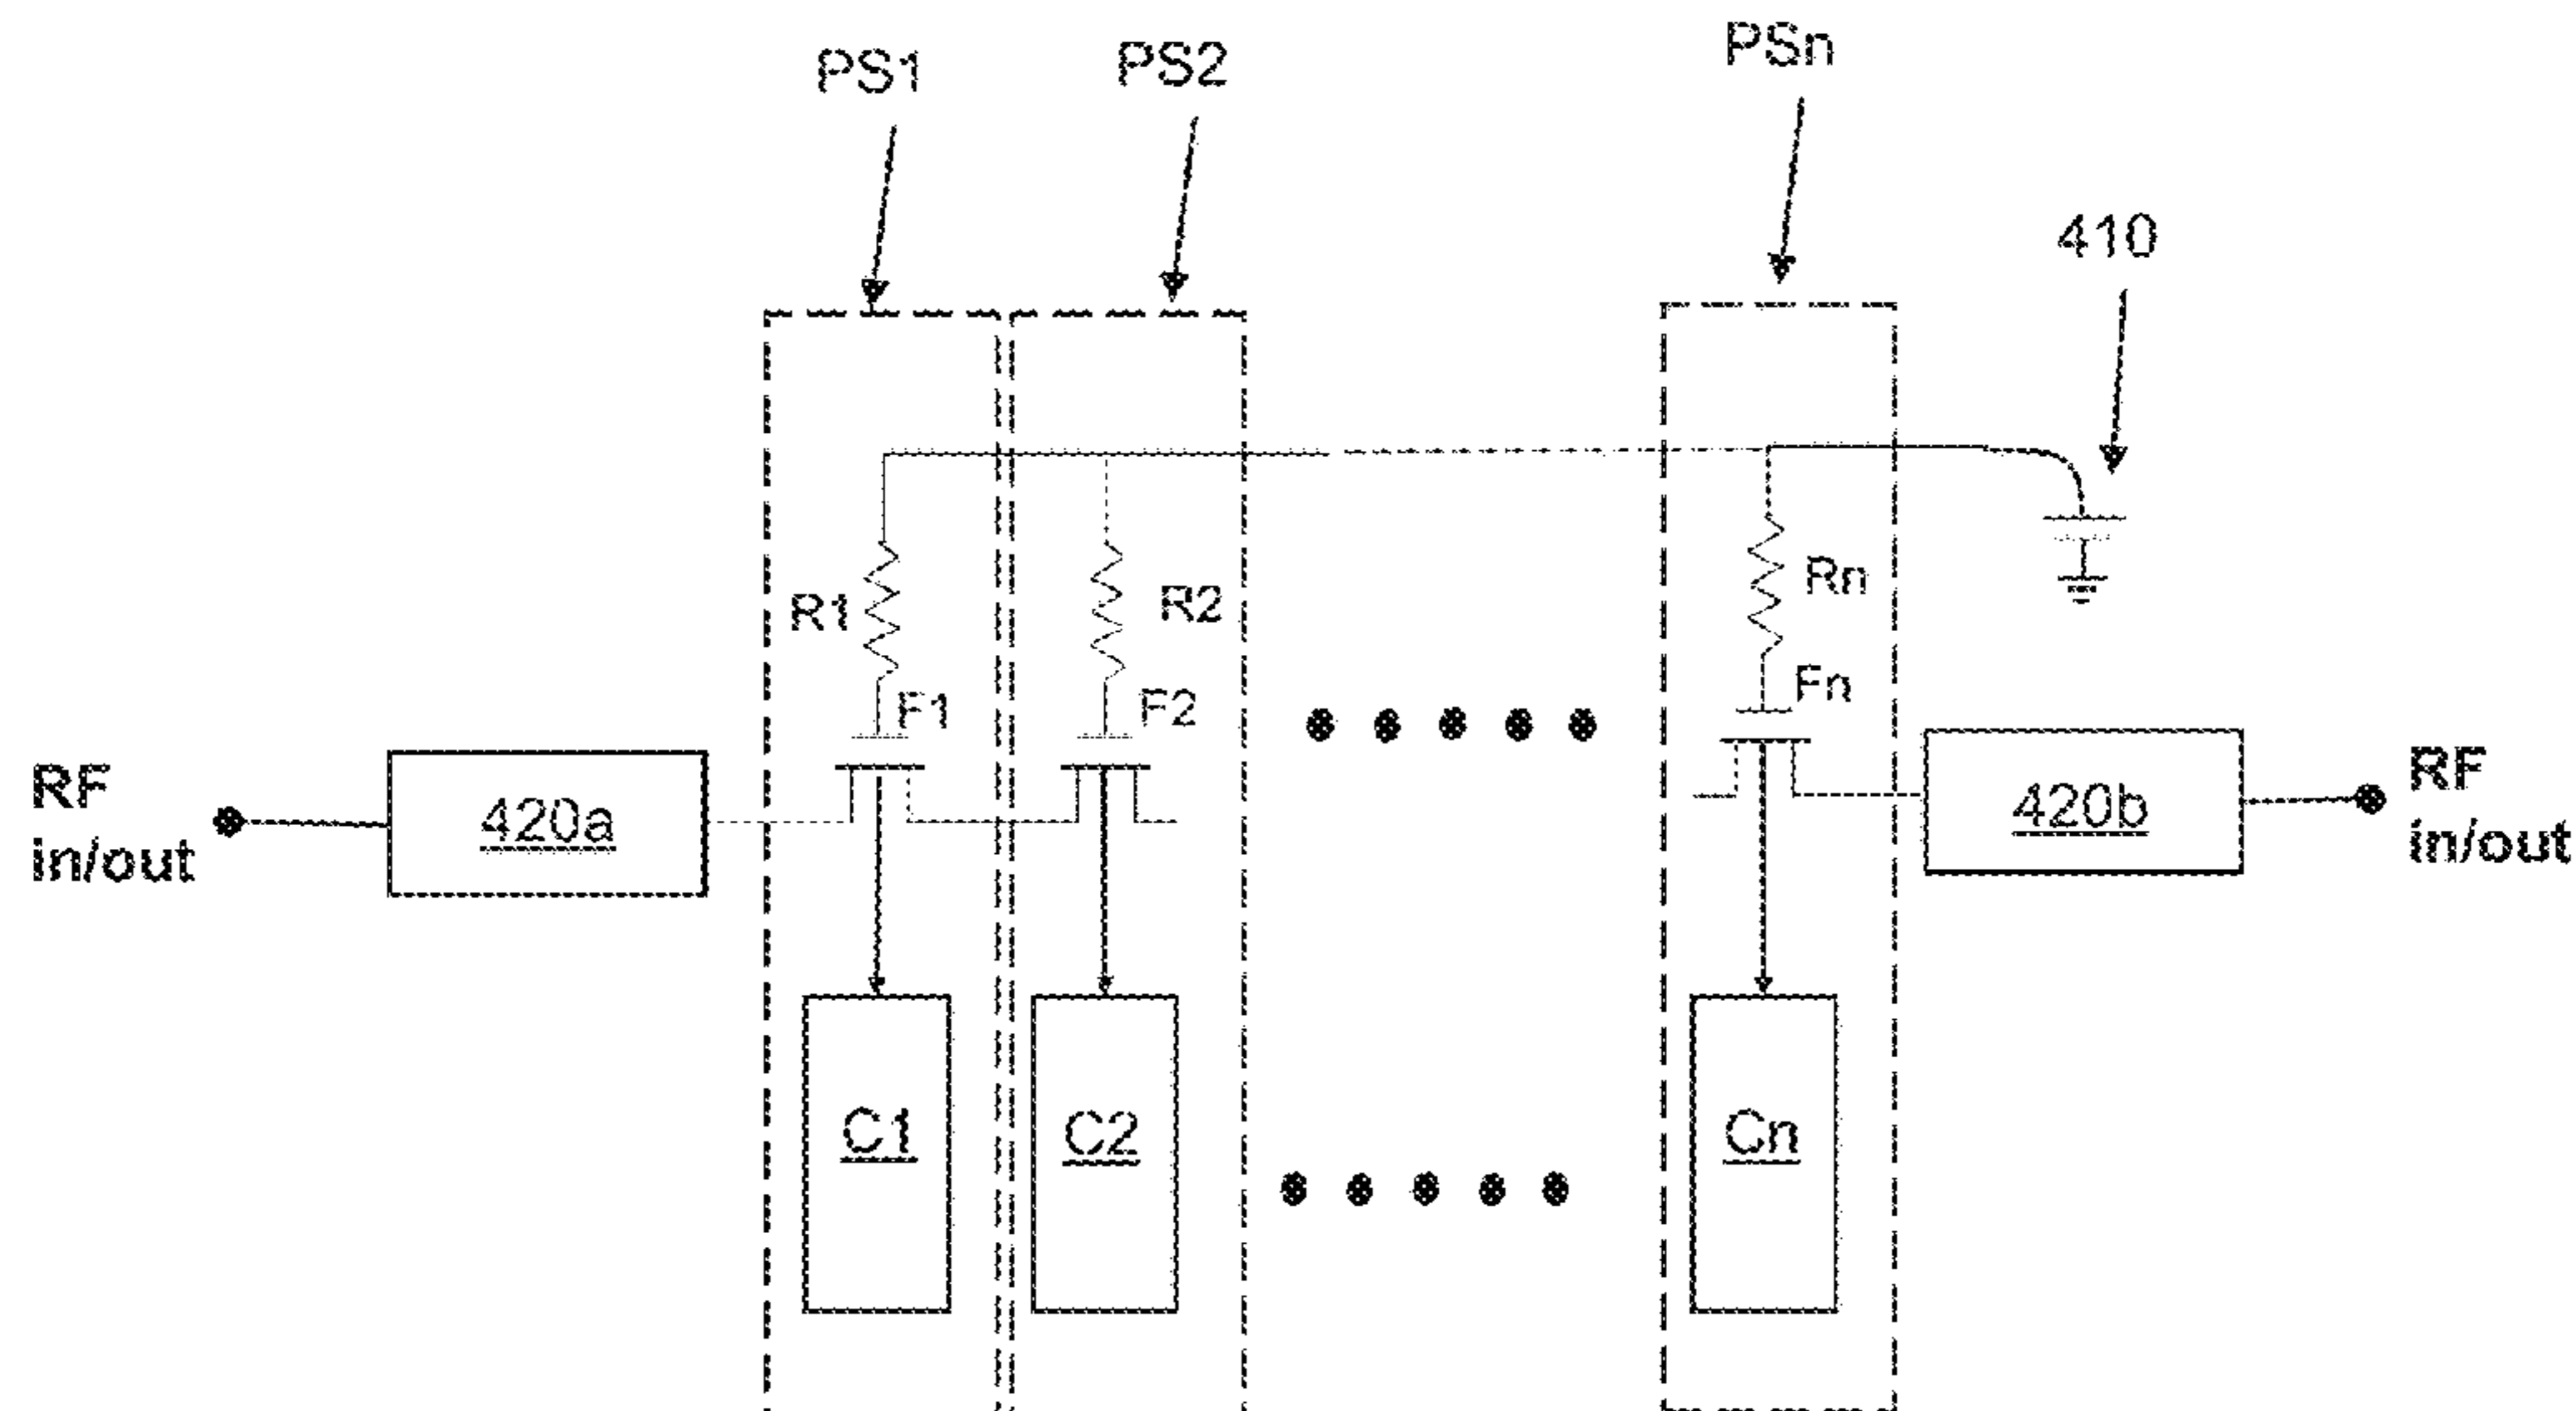 PS1
PS2
PSn
410
R1
R2
Rn
F1
F2
Fn
RF
in/out
420a
420b
RF
in/out
C1
C2
Cn